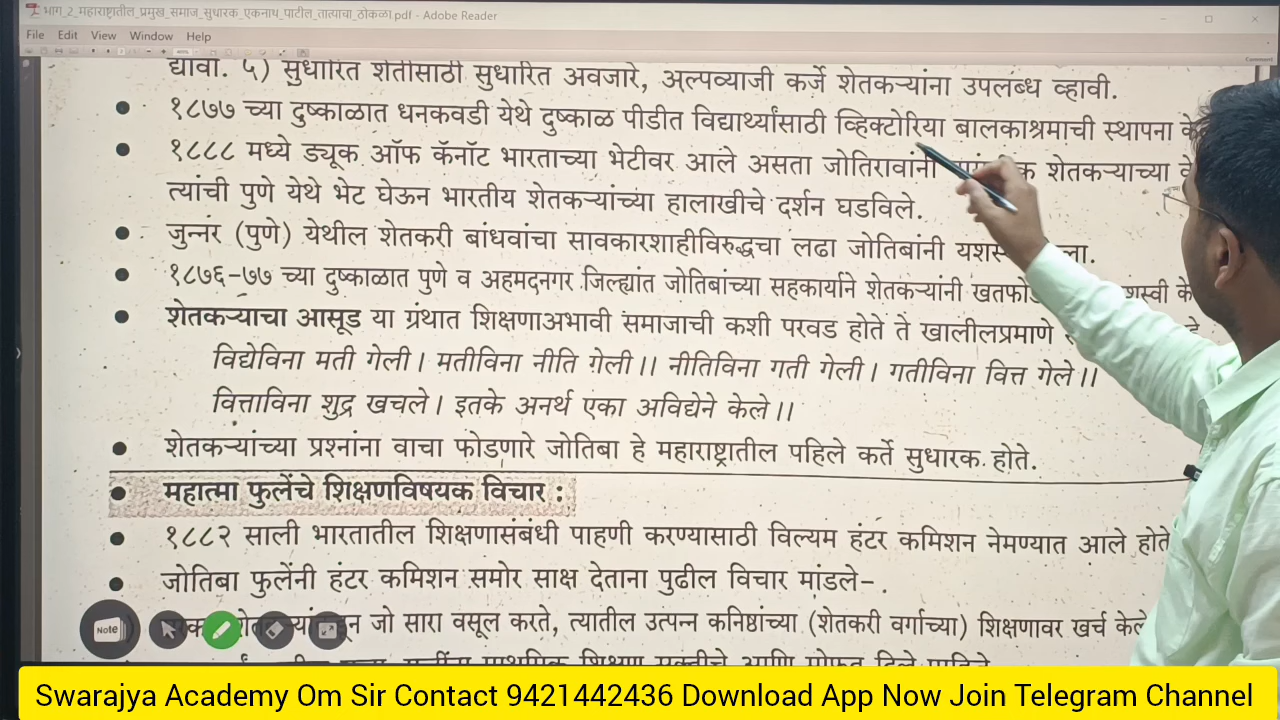 भाग_2_महाराष्ट्रातील_प्रमुख_समाज_सुधारक_एकनाथ_पाटील_तात्याचा_ठोकळा.pdf - Adobe Reader
File Edit View Window Help
Comment
द्यावा. ५) सुधारित शेतीसाठी सुधारित अवजारे, अल्पव्याजी कर्जे शेतकऱ्यांना उपलब्ध व्हावी.
● १८७७ च्या दुष्काळात धनकवडी येथे दुष्काळ पीडीत विद्यार्थ्यांसाठी व्हिक्टोरिया बालकाश्रमाची स्थापना
● १८८८ मध्ये ड्यूक ऑफ कॅनॉट भारताच्या भेटीवर आले असता जोतिरावांनी शेतकऱ्याच्या
त्यांची पुणे येथे भेट घेऊन भारतीय शेतकऱ्यांच्या हालाखीचे दर्शन घडविले.
● जुन्नर (पुणे) येथील शेतकरी बांधवांचा सावकारशाहीविरुद्धचा लढा जोतिबांनी
● १८७६-७७ च्या दुष्काळात पुणे व अहमदनगर जिल्ह्यांत जोतिबांच्या सहकार्याने शेतकऱ्यांनी
● शेतकऱ्याचा आसूड या ग्रंथात शिक्षणाअभावी समाजाची कशी परवड होते ते खालीलप्रमाणे
विद्येविना मती गेली। मतीविना नीति गेली।। नीतिविना गती गेली। गतीविना वित्त गेले।।
वित्ताविना शुद्र खचले। इतके अनर्थ एका अविद्येने केले।।
● शेतकऱ्यांच्या प्रश्नांना वाचा फोडणारे जोतिबा हे महाराष्ट्रातील पहिले कर्ते सुधारक होते.
● महात्मा फुलेंचे शिक्षणविषयक विचार :
● १८८२ साली भारतातील शिक्षणासंबंधी पाहणी करण्यासाठी विल्यम हंटर कमिशन नेमण्यात आले होते
● जोतिबा फुलेंनी हंटर कमिशन समोर साक्ष देताना पुढील विचार मांडले-
जो सारा वसूल करते, त्यातील उत्पन्न कनिष्ठांच्या (शेतकरी वर्गाच्या) शिक्षणावर खर्च केले
Note
Swarajya Academy Om Sir Contact 9421442436 Download App Now Join Telegram Channel